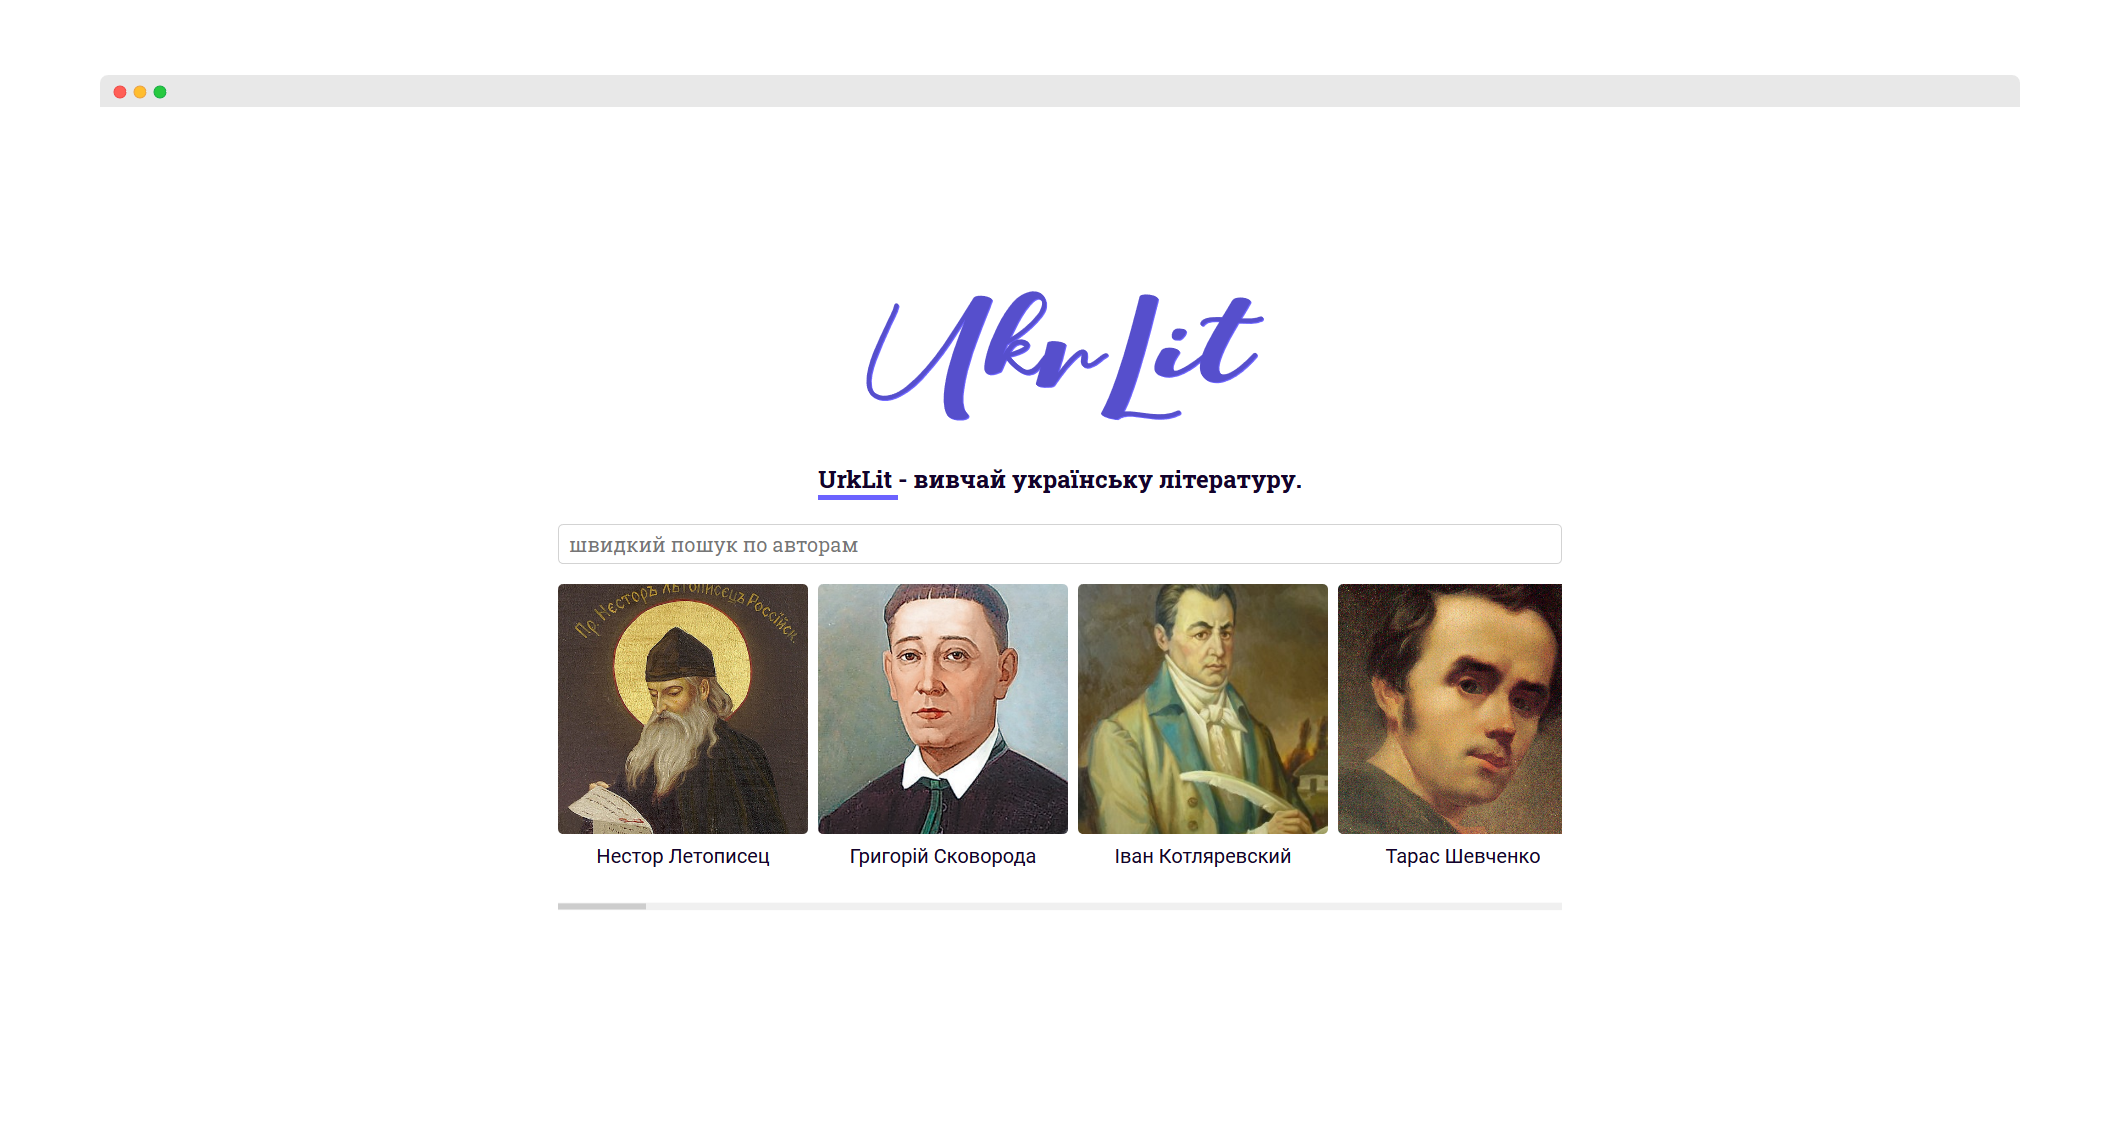 UkrLit
UrkLit - вивчай українську літературу.
швидкий пошук по авторам
Пр. Несторъ Лѣтописецъ Россійск.
Нестор Летописец
Григорій Сковорода
Іван Котляревский
Тарас Шевченко